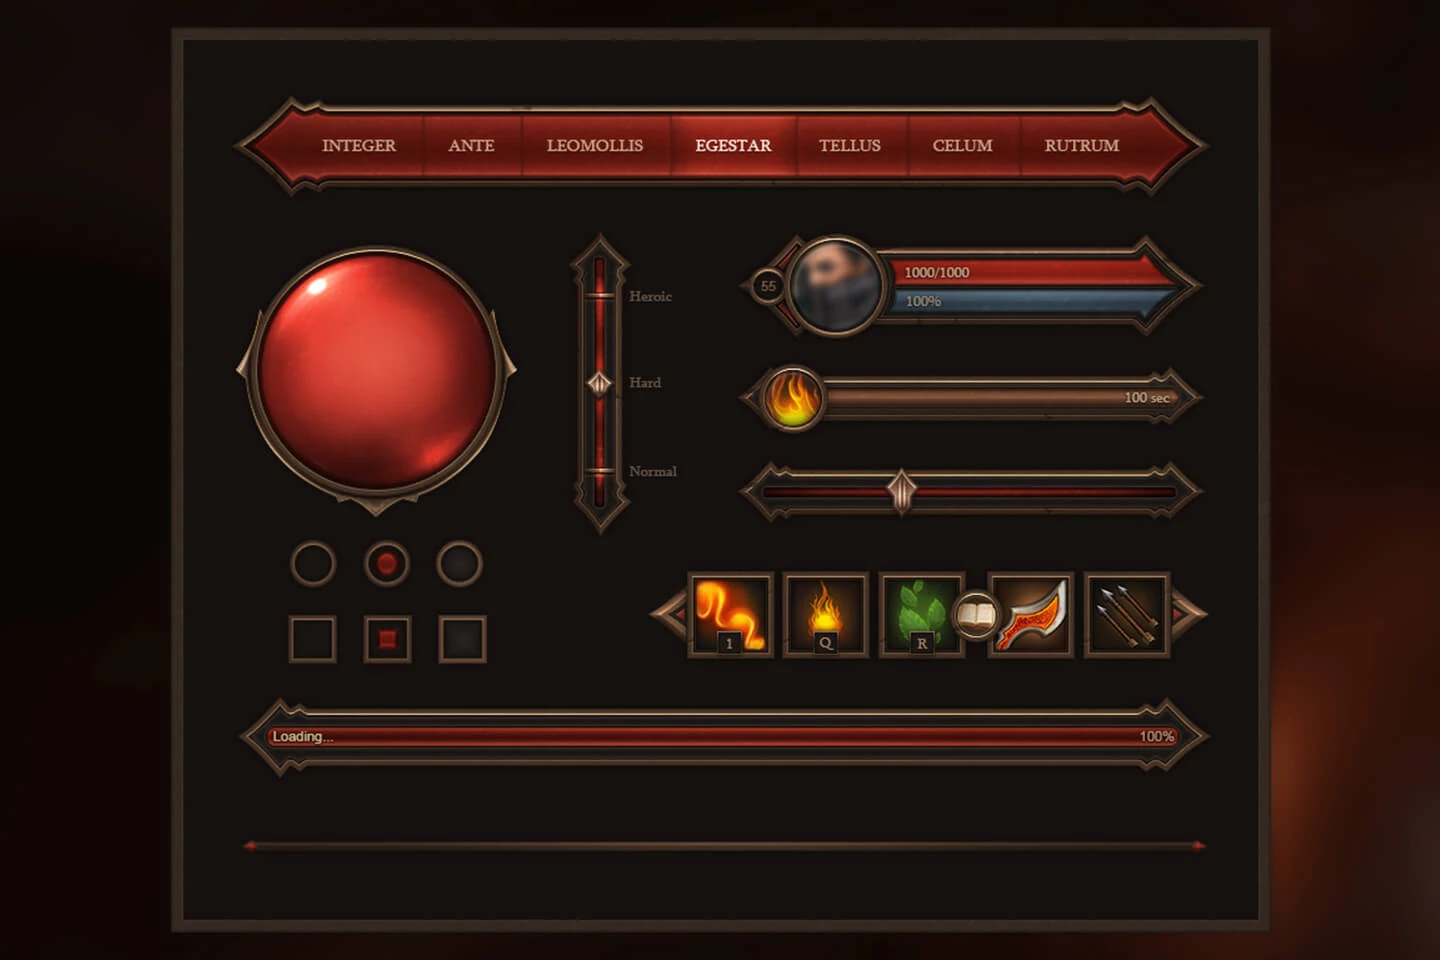 INTEGER ANTE LEOMOLLIS EGESTAR TELLUS CELUM RUTRUM
Heroic
Hard
Normal
55
1000/1000
100%
100 sec
1 Q R
Loading... 100%